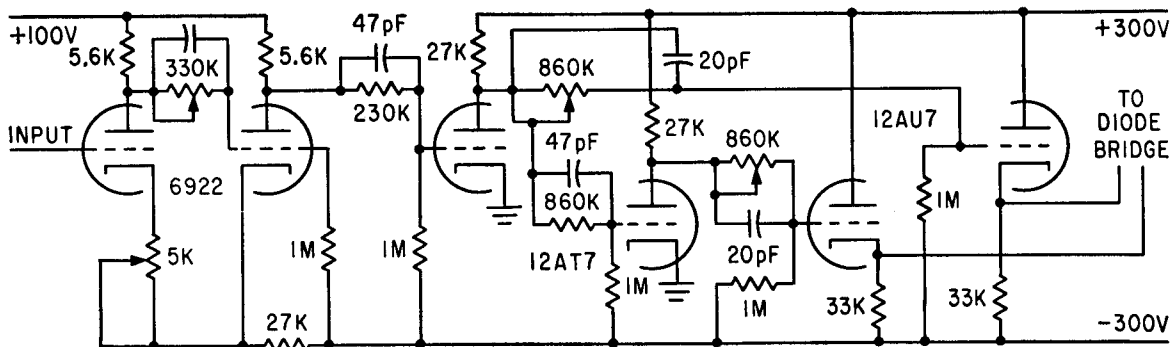 +100V
5.6K
330K
5.6K
47pF
230K
27K
860K
20pF
+300V
TO
DIODE
BRIDGE
INPUT
6922
5K
1M
1M
47pF
860K
12AT7
1M
27K
860K
20pF
1M
12AU7
1M
33K
33K
27K
-300V